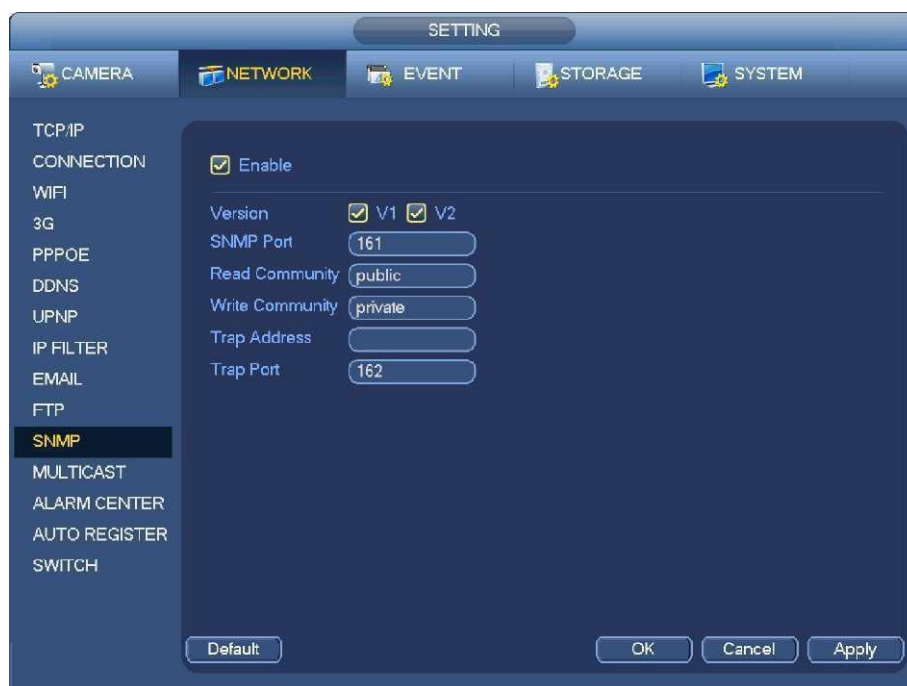 SETTING
CAMERA NETWORK EVENT STORAGE SYSTEM
TCP/IP
CONNECTION
WIFI
3G
PPPOE
DDNS
UPNP
IP FILTER
EMAIL
FTP
SNMP
MULTICAST
ALARM CENTER
AUTO REGISTER
SWITCH
Enable
Version V1 V2
SNMP Port 161
Read Community public
Write Community private
Trap Address
Trap Port 162
Default OK Cancel Apply